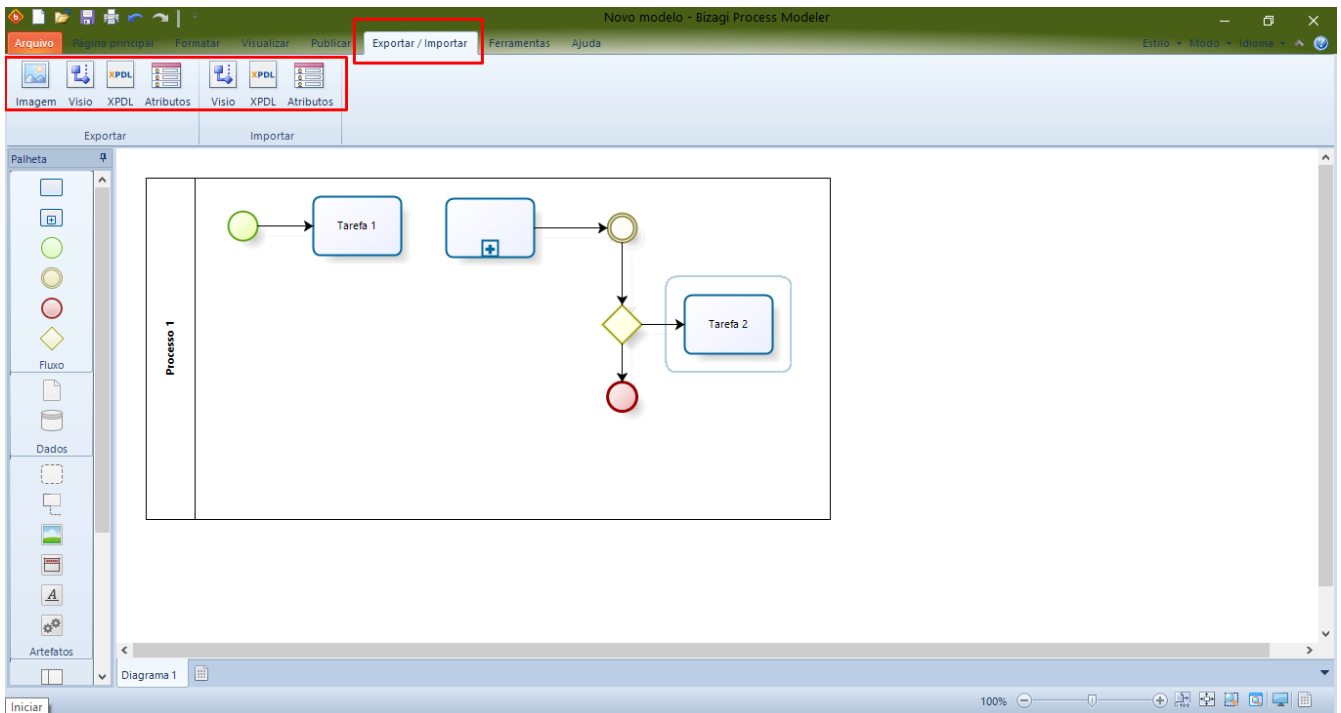 Novo modelo - Bizagi Process Modeler
Arquivo Página principal Formatar Visualizar Publicar Exportar / Importar Ferramentas Ajuda Estilo Modo Idioma
XPDL XPDL
Imagem Visio XPDL Atributos Visio XPDL Atributos
Exportar Importar
Palheta
Tarefa 1
Tarefa 2
Processo 1
Fluxo
Dados
A
Artefatos
Diagrama 1
100%
Iniciar